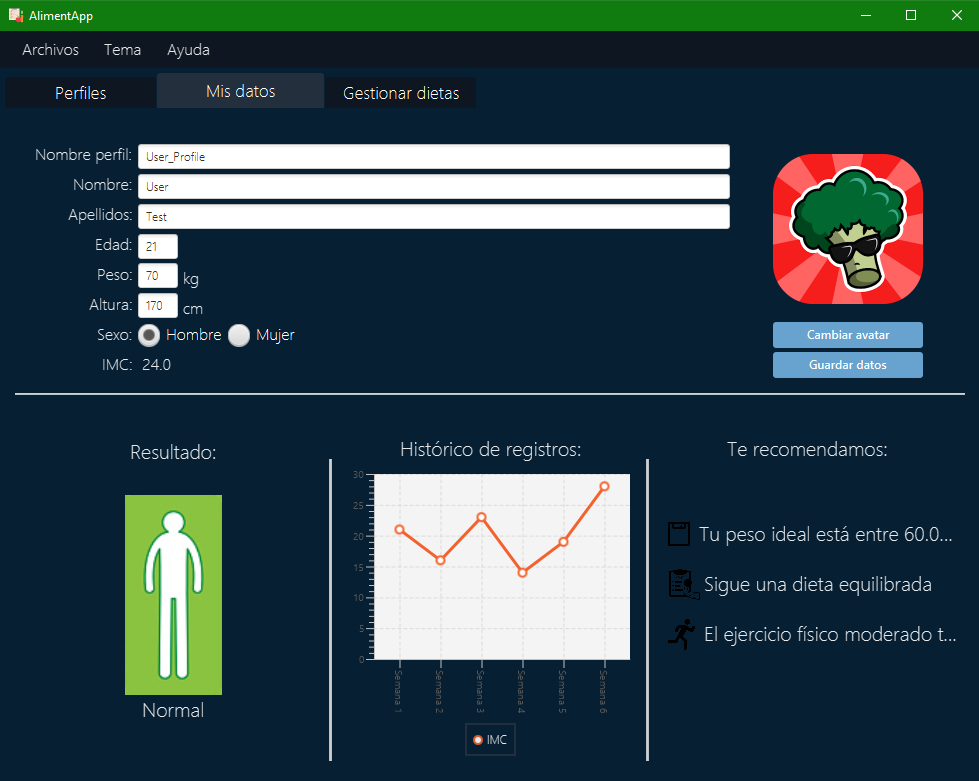 AlimentApp
Archivos Tema Ayuda
Perfiles Mis datos Gestionar dietas
Nombre perfil: User_Profile
Nombre: User
Apellidos: Test
Edad: 21
Peso: 70 kg
Altura: 170 cm
Sexo: Hombre Mujer
IMC: 24.0
Cambiar avatar
Guardar datos
Resultado:
Normal
Histórico de registros:
30
25
20
15
10
5
0
Semana 1
Semana 2
Semana 3
Semana 4
Semana 5
Semana 6
IMC
Te recomendamos:
Tu peso ideal está entre 60.0...
Sigue una dieta equilibrada
El ejercicio físico moderado t...